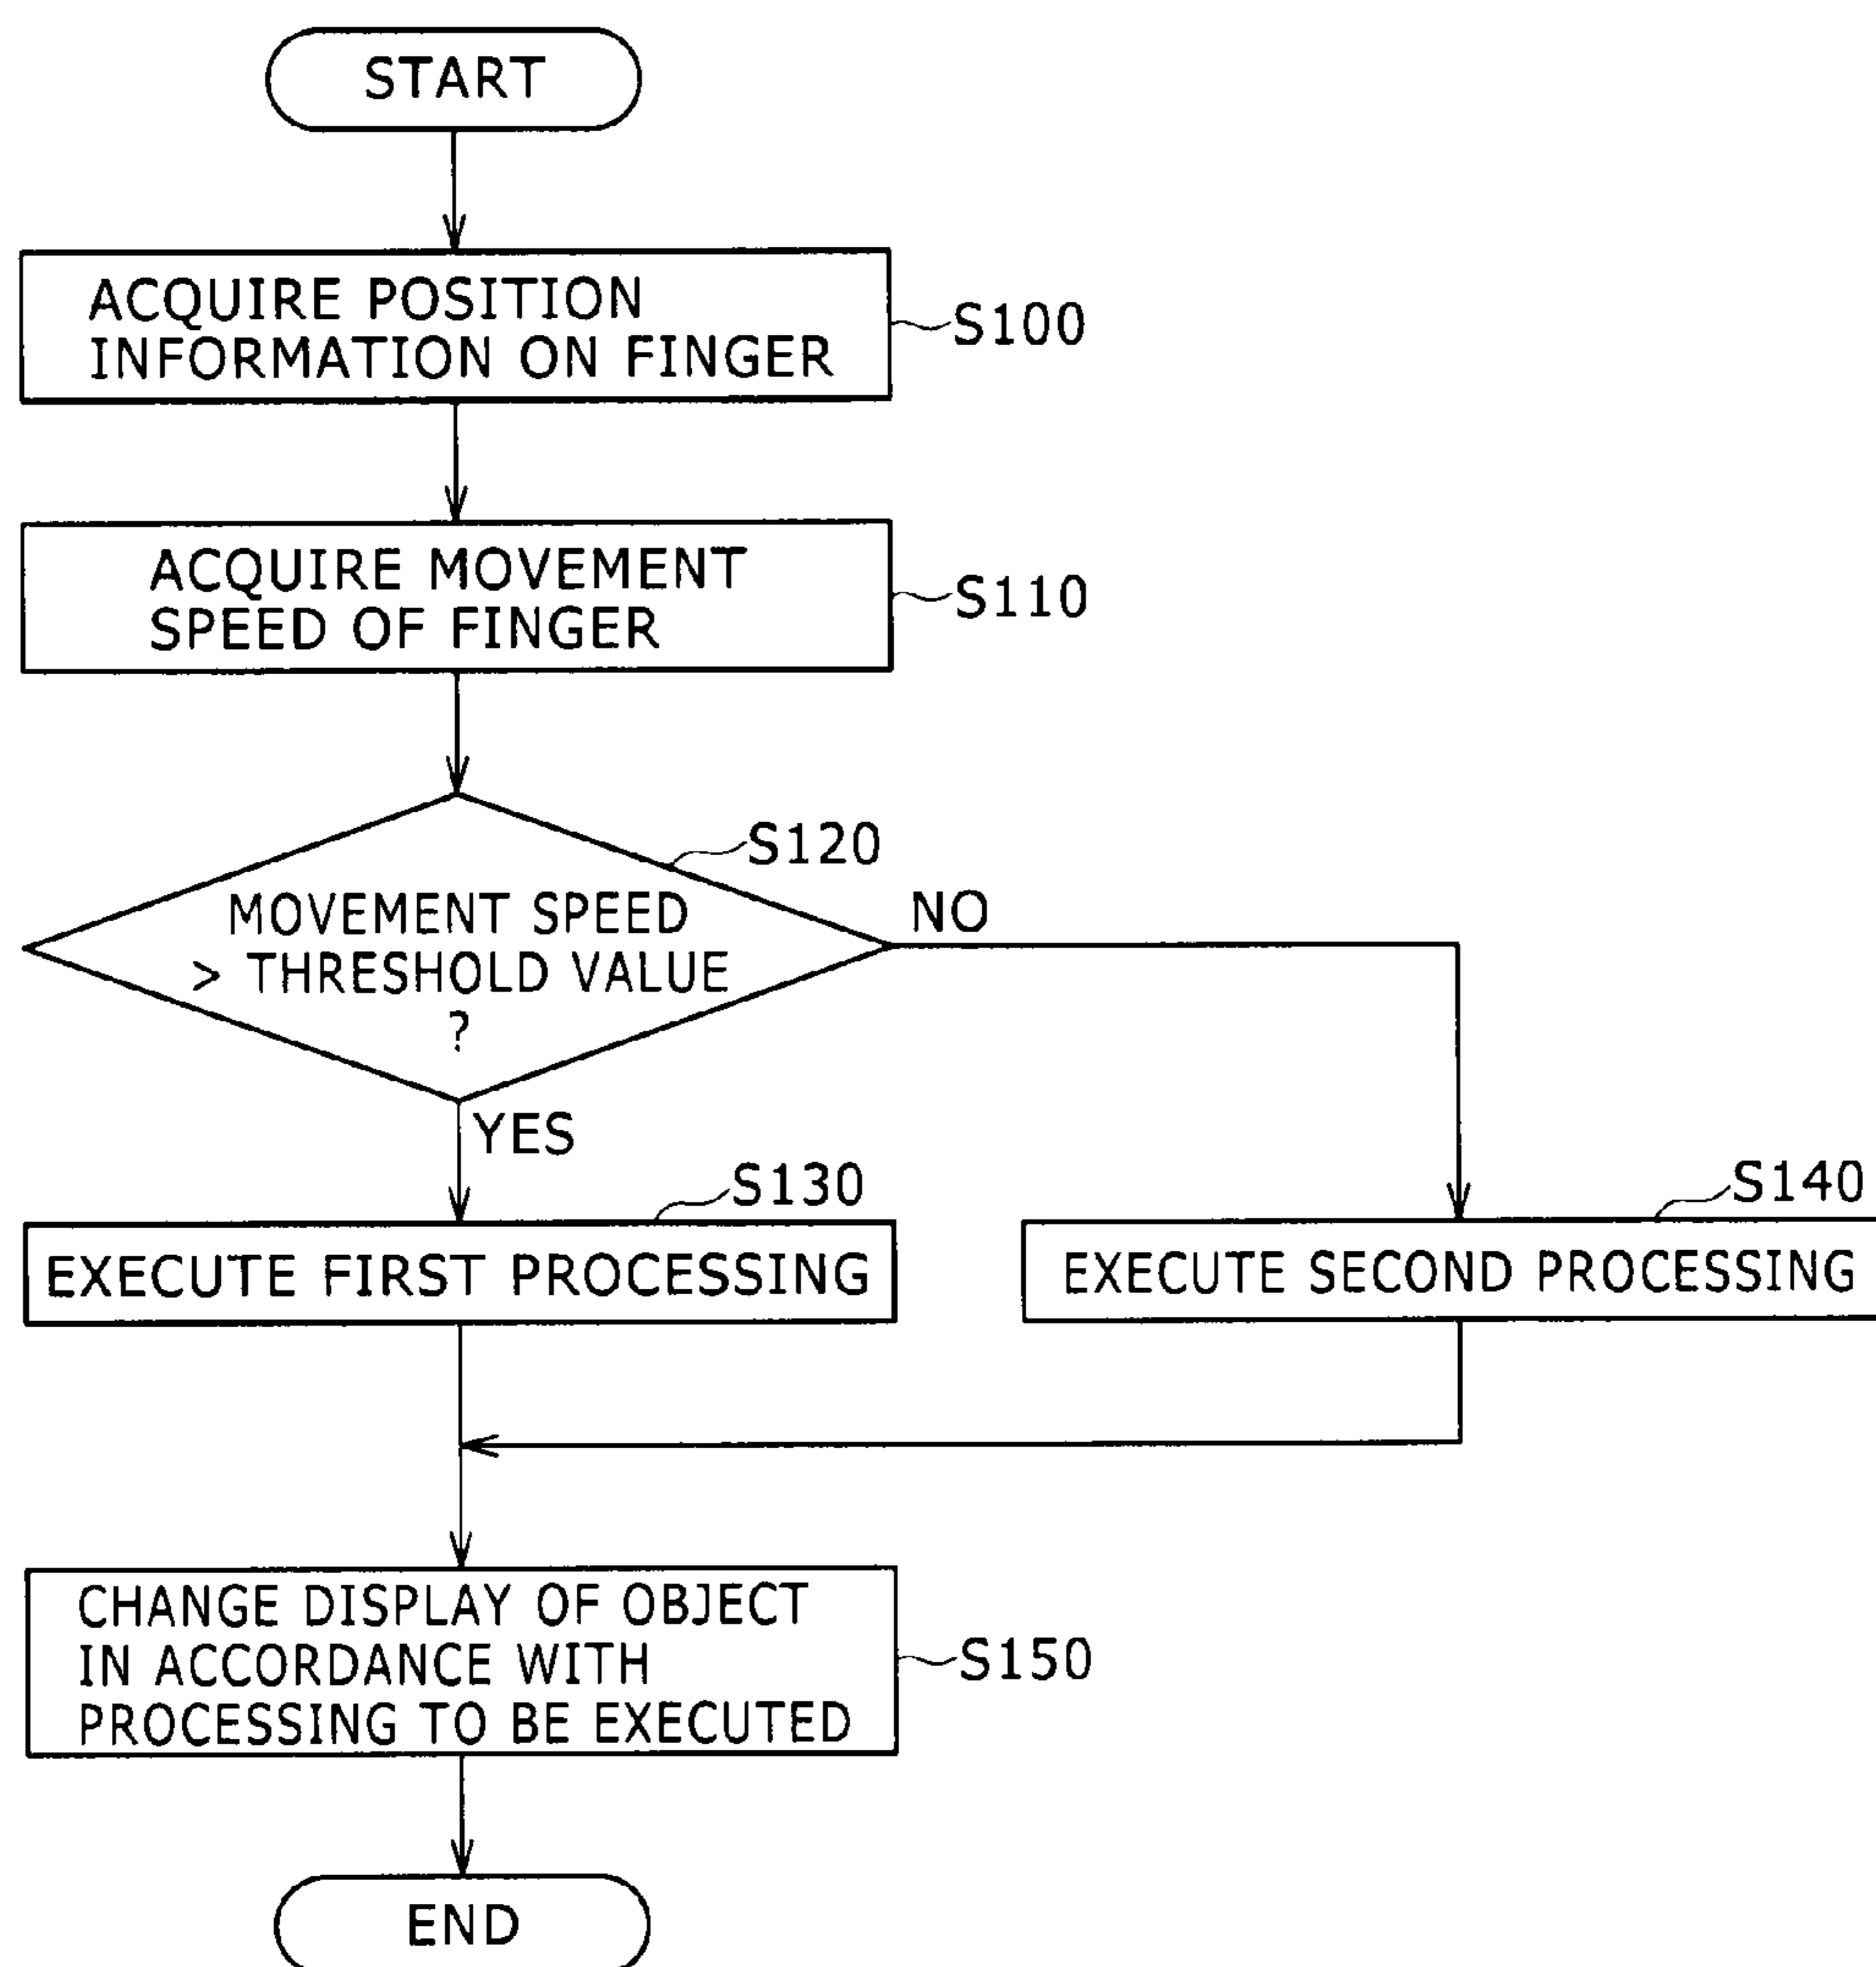 START
ACQUIRE POSITION
INFORMATION ON FINGER
S100
ACQUIRE MOVEMENT
SPEED OF FINGER
S110
S120
MOVEMENT SPEED
> THRESHOLD VALUE
?
NO
YES
S130
EXECUTE FIRST PROCESSING
S140
EXECUTE SECOND PROCESSING
CHANGE DISPLAY OF OBJECT
IN ACCORDANCE WITH
PROCESSING TO BE EXECUTED
S150
END